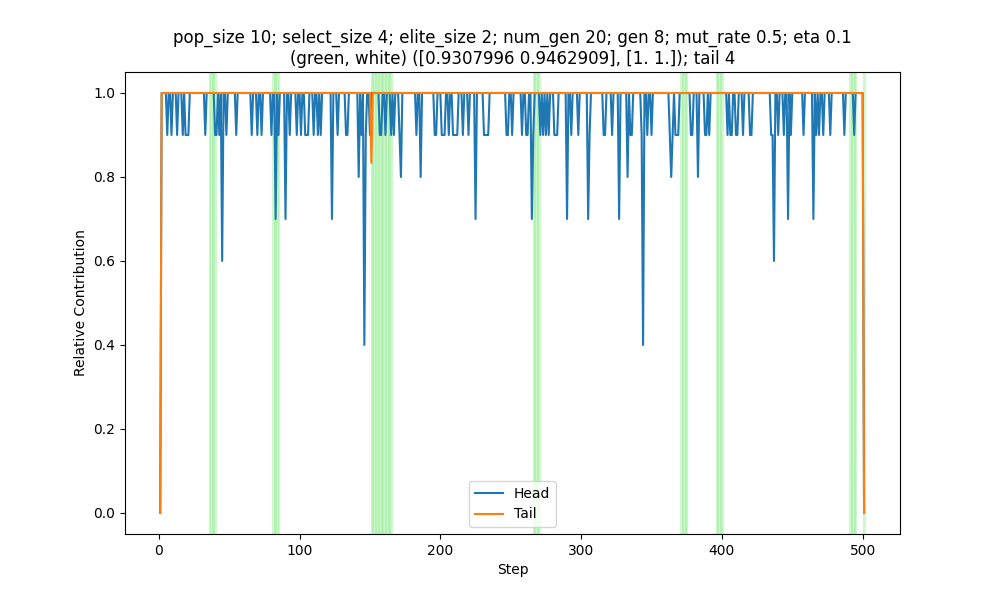 pop_size 10; select_size 4; elite_size 2; num_gen 20; gen 8; mut_rate 0.5; eta 0.1
(green, white) ([0.9307996 0.9462909], [1. 1.]); tail 4
1.0
0.8
0.6
0.4
0.2
0.0
Relative Contribution
Head
Tail
0
100
200
300
400
500
Step